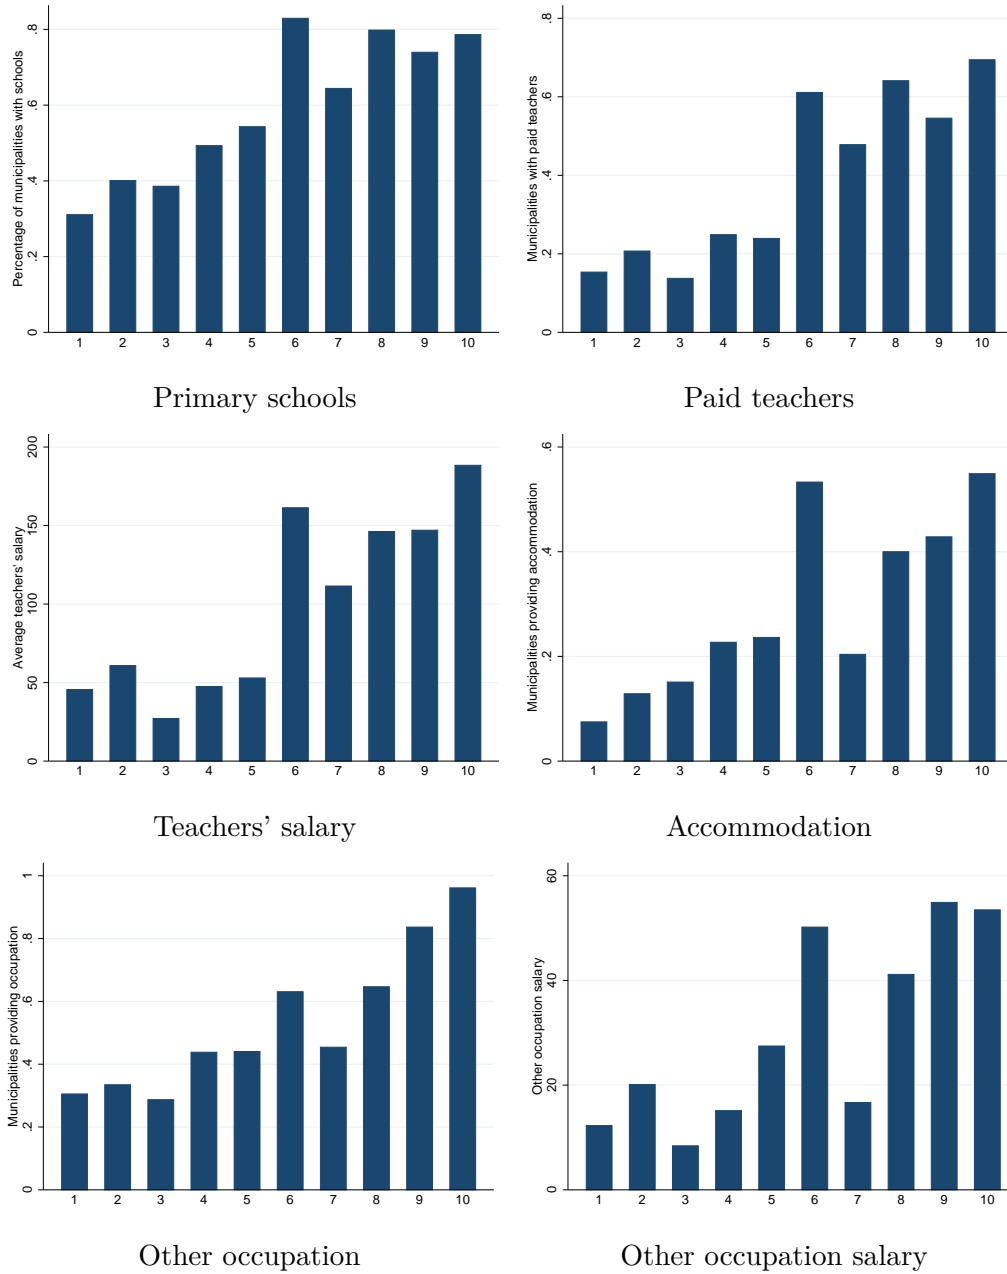 Percentage of municipalities with schools
.8
.6
.4
.2
0
1 2 3 4 5 6 7 8 9 10
Primary schools
Municipalities with paid teachers
.8
.6
.4
.2
0
1 2 3 4 5 6 7 8 9 10
Paid teachers
Average teachers' salary
200
150
100
50
0
1 2 3 4 5 6 7 8 9 10
Teachers’ salary
Municipalities providing accommodation
.6
.4
.2
0
1 2 3 4 5 6 7 8 9 10
Accommodation
Municipalities providing occupation
1
.8
.6
.4
.2
0
1 2 3 4 5 6 7 8 9 10
Other occupation
Other occupation salary
60
40
20
0
1 2 3 4 5 6 7 8 9 10
Other occupation salary